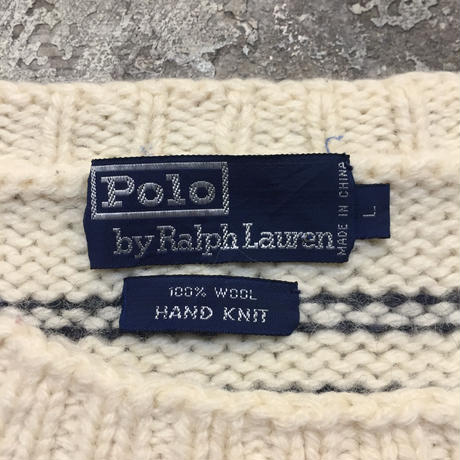 Polo
by Ralph Lauren
MADE IN CHINA
L
100% WOOL
HAND KNIT